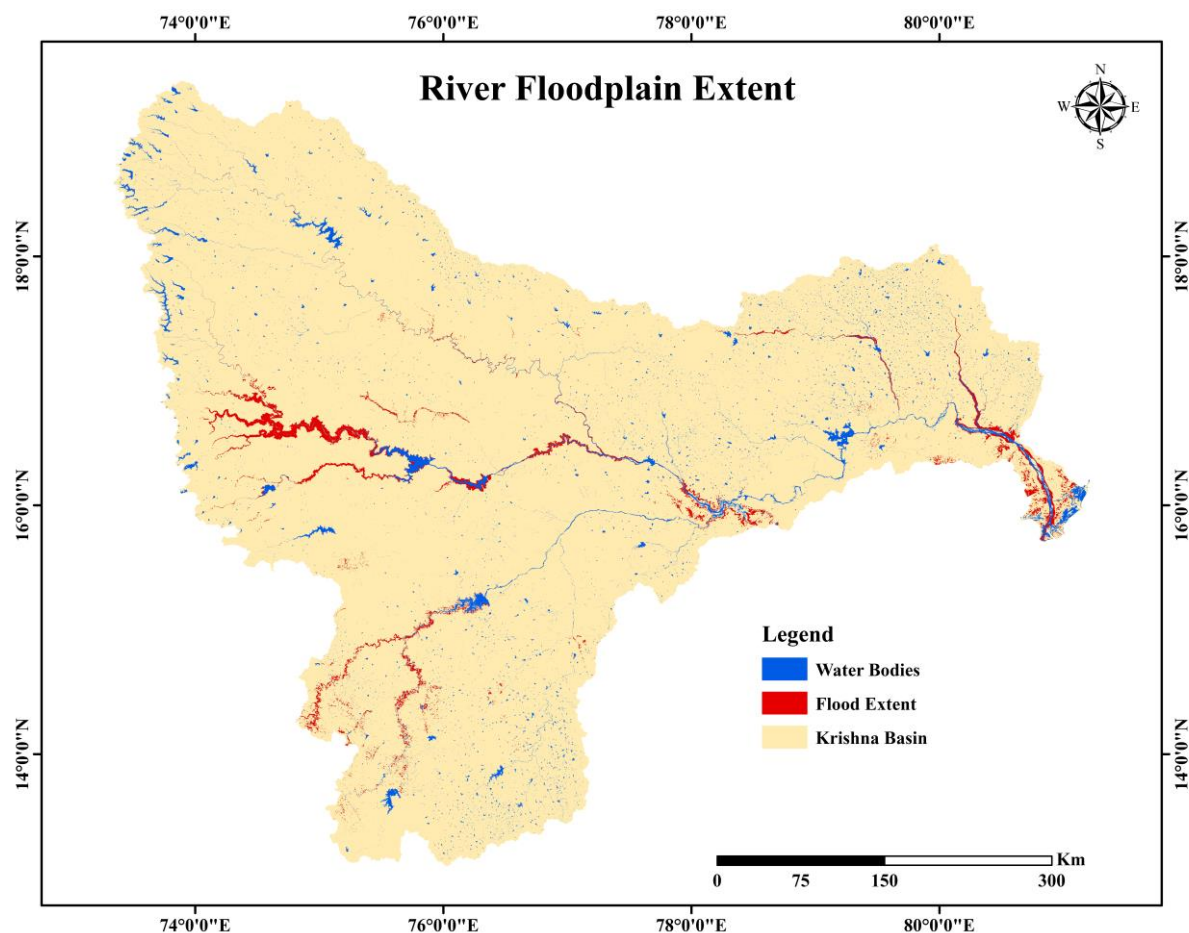 74°0'0"E 76°0'0"E 78°0'0"E 80°0'0"E
River Floodplain Extent
N
W E
S
18°0'0"N 18°0'0"N
16°0'0"N 16°0'0"N
Legend
Water Bodies
Flood Extent
Krishna Basin
14°0'0"N 14°0'0"N
Km
0 75 150 300
74°0'0"E 76°0'0"E 78°0'0"E 80°0'0"E